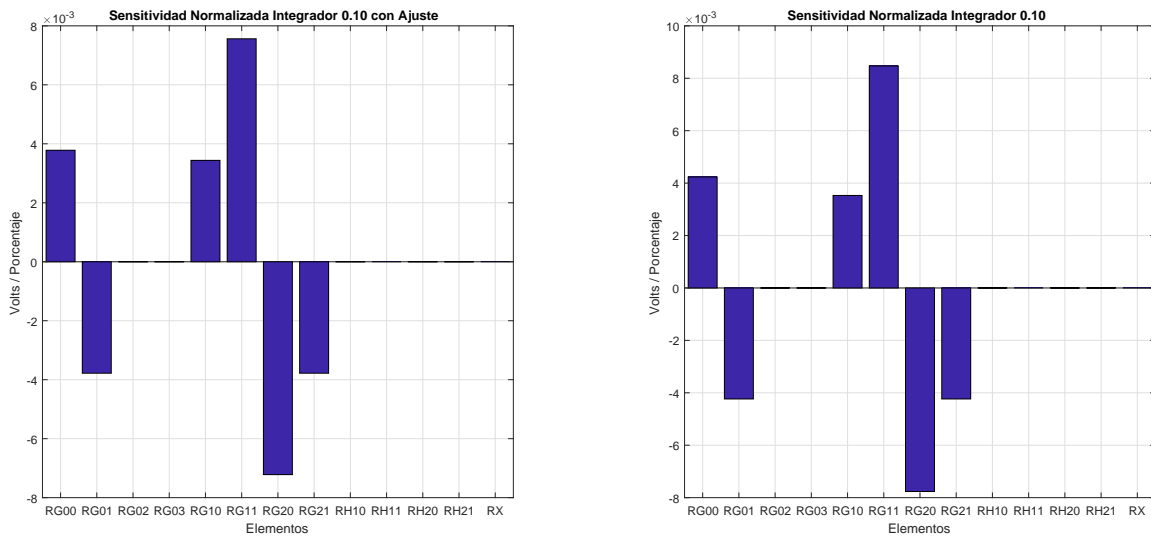 ×10-3
Sensitividad Normalizada Integrador 0.10 con Ajuste
8
6
4
2
0
-2
-4
-6
-8
Volts / Porcentaje
RG00 RG01 RG02 RG03 RG10 RG11 RG20 RG21 RH10 RH11 RH20 RH21 RX
Elementos
×10-3
Sensitividad Normalizada Integrador 0.10
10
8
6
4
2
0
-2
-4
-6
-8
Volts / Porcentaje
RG00 RG01 RG02 RG03 RG10 RG11 RG20 RG21 RH10 RH11 RH20 RH21 RX
Elementos